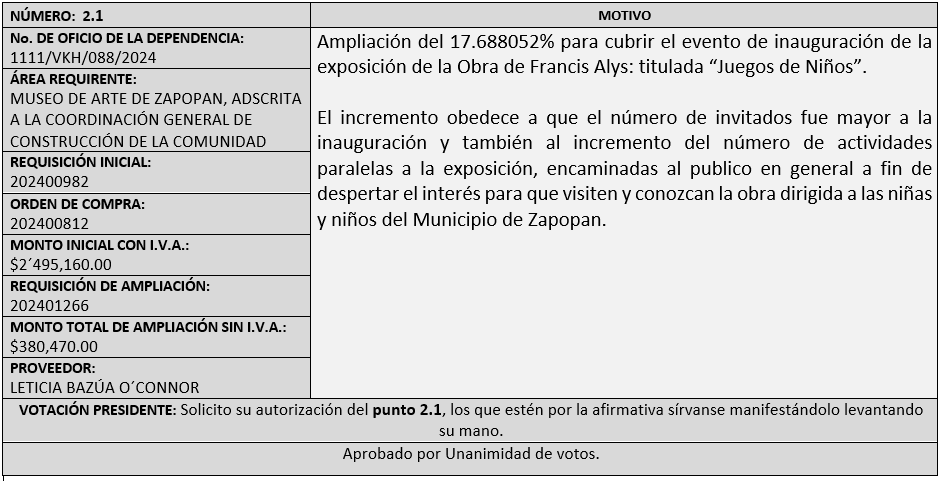 NÚMERO: 2.1
No. DE OFICIO DE LA DEPENDENCIA:
1111/VKH/088/2024
ÁREA REQUIRENTE:
MUSEO DE ARTE DE ZAPOPAN, ADSCRITA
A LA COORDINACIÓN GENERAL DE
CONSTRUCCIÓN DE LA COMUNIDAD
REQUISICIÓN INICIAL:
202400982
ORDEN DE COMPRA:
202400812
MONTO INICIAL CON I.V.A.:
$2´495,160.00
REQUISICIÓN DE AMPLIACIÓN:
202401266
MONTO TOTAL DE AMPLIACIÓN SIN I.V.A.:
$380,470.00
PROVEEDOR:
LETICIA BAZÚA O´CONNOR
MOTIVO
Ampliación del 17.688052% para cubrir el evento de inauguración de la
exposición de la Obra de Francis Alys: titulada “Juegos de Niños”.
El incremento obedece a que el número de invitados fue mayor a la
inauguración y también al incremento del número de actividades
paralelas a la exposición, encaminadas al publico en general a fin de
despertar el interés para que visiten y conozcan la obra dirigida a las niñas
y niños del Municipio de Zapopan.
VOTACIÓN PRESIDENTE: Solicito su autorización del punto 2.1, los que estén por la afirmativa sírvanse manifestándolo levantando
su mano.
Aprobado por Unanimidad de votos.